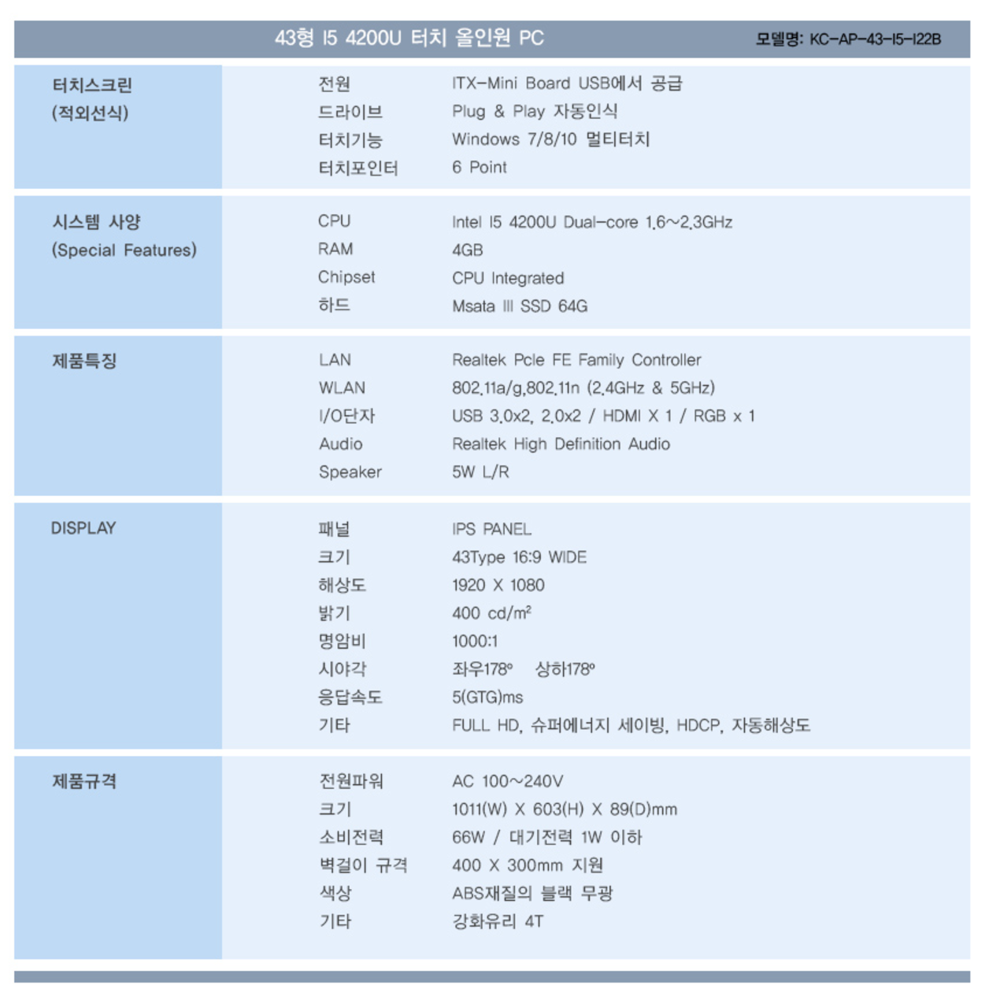 43형 I5 4200U 터치 올인원 PC 모델명: KC-AP-43-I5-I22B
터치스크린 전원 ITX-Mini Board USB에서 공급
(적외선식) 드라이브 Plug & Play 자동인식
터치기능 Windows 7/8/10 멀티터치
터치포인터 6 Point
시스템 사양 CPU Intel I5 4200U Dual-core 1.6~2.3GHz
(Special Features) RAM 4GB
Chipset CPU Integrated
하드 Msata III SSD 64G
제품특징 LAN Realtek Pcle FE Family Controller
WLAN 802.11a/g,802.11n (2.4GHz & 5GHz)
I/O단자 USB 3.0x2, 2.0x2 / HDMI X 1 / RGB x 1
Audio Realtek High Definition Audio
Speaker 5W L/R
DISPLAY 패널 IPS PANEL
크기 43Type 16:9 WIDE
해상도 1920 X 1080
밝기 400 cd/m²
명암비 1000:1
시야각 좌우178º 상하178º
응답속도 5(GTG)ms
기타 FULL HD, 슈퍼에너지 세이빙, HDCP, 자동해상도
제품규격 전원파워 AC 100~240V
크기 1011(W) X 603(H) X 89(D)mm
소비전력 66W / 대기전력 1W 이하
벽걸이 규격 400 X 300mm 지원
색상 ABS재질의 블랙 무광
기타 강화유리 4T